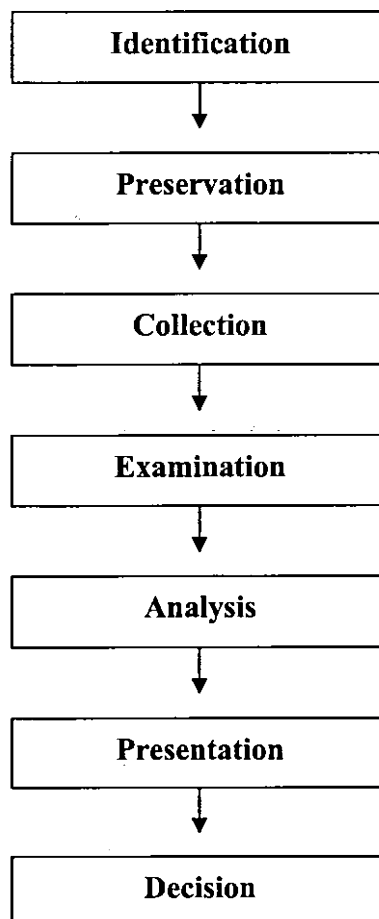 Identification
Preservation
Collection
Examination
Analysis
Presentation
Decision